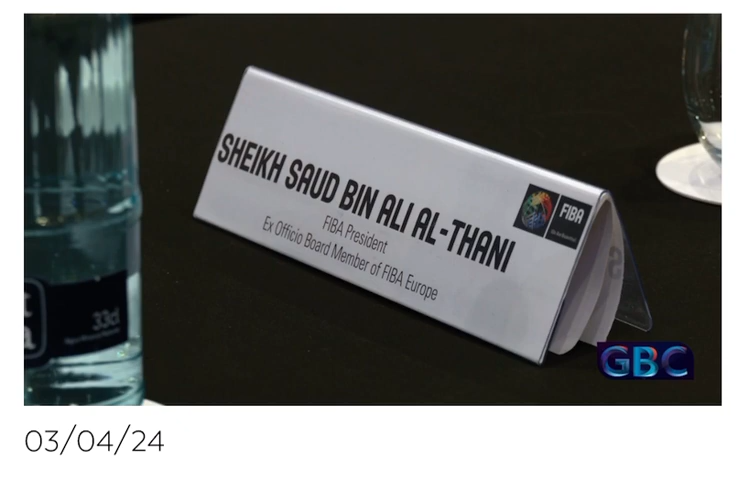 SHEIKH SAUD BIN ALI AL-THANI
FIBA President
Ex Officio Board Member of FIBA Europe
FIBA
33cl
GBC
03/04/24